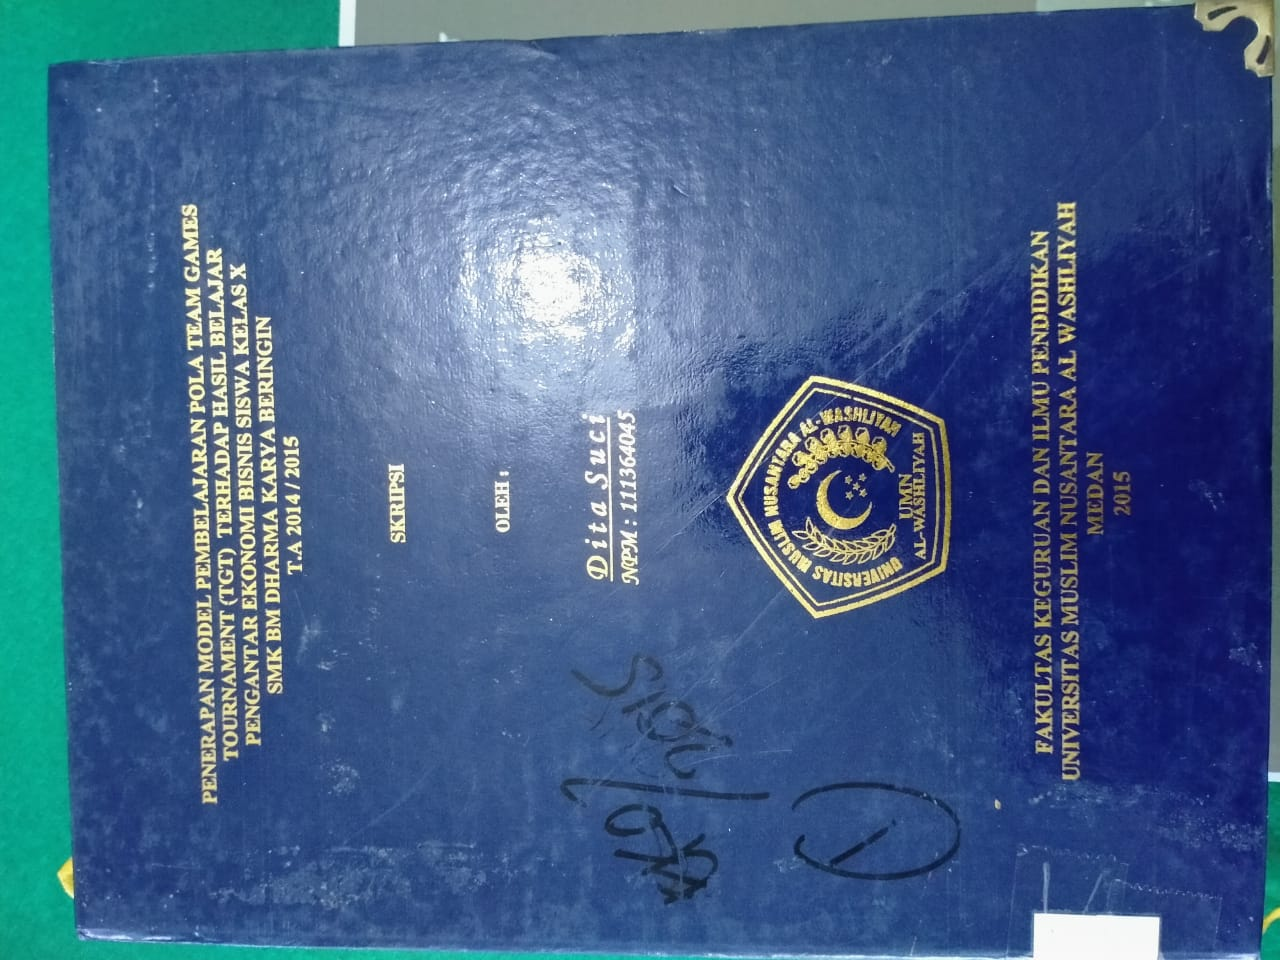 PENERAPAN MODEL PEMBELAJARAN POLA TEAM GAMES
TOURNAMENT (TGT) TERHADAP HASIL BELAJAR
PENGANTAR EKONOMI BISNIS SISWA KELAS X
SMK BM DHARMA KARYA BERINGIN
T.A 2014 / 2015
SKRIPSI
OLEH :
Dita Suci
NPM : 111364045
UNIVERSITAS MUSLIM NUSANTARA AL-WASHLIYAH
UMN
AL-WASHLIYAH
/2015
1
FAKULTAS KEGURUAN DAN ILMU PENDIDIKAN
UNIVERSITAS MUSLIM NUSANTARA AL WASHLIYAH
MEDAN
2015